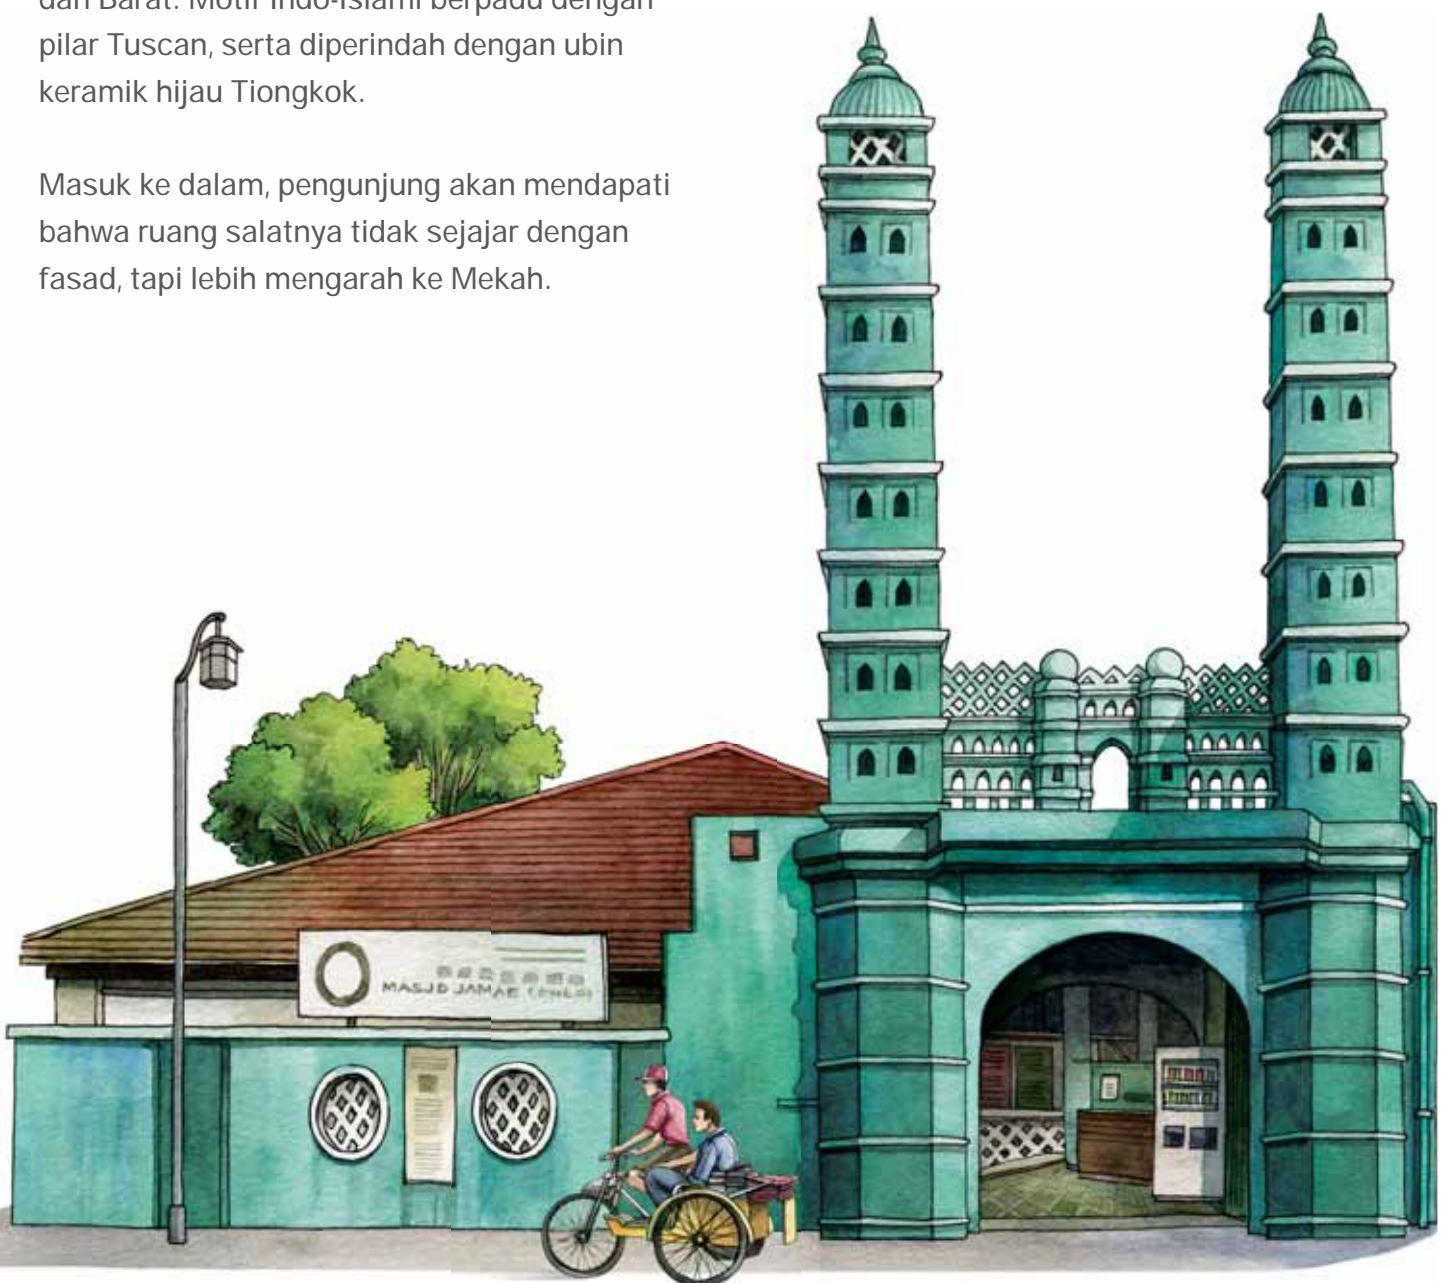 dan Barat. Motif Indo-Islami berpadu dengan
pilar Tuscan, serta diperindah dengan ubin
keramik hijau Tiongkok.
Masuk ke dalam, pengunjung akan mendapati
bahwa ruang salatnya tidak sejajar dengan
fasad, tapi lebih mengarah ke Mekah.
MASJID JAMAE